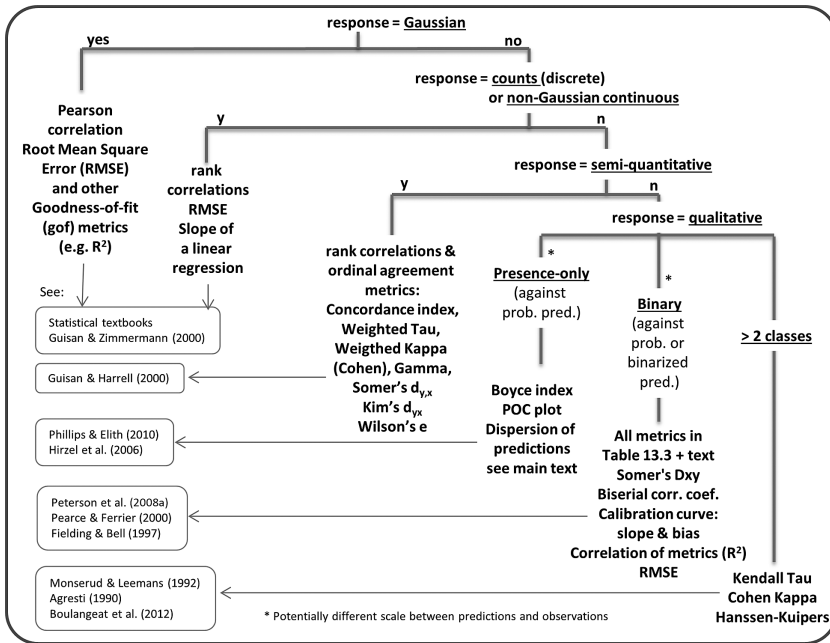 response = Gaussian
yes
no
response = counts (discrete)
or non-Gaussian continuous
Pearson
correlation
Root Mean Square
Error (RMSE)
and other
Goodness-of-fit
(gof) metrics
(e.g. R²)
y
n
rank
correlations
RMSE
Slope of
a linear
regression
response = semi-quantitative
y
n
rank correlations &
ordinal agreement
metrics:
Concordance index,
Weighted Tau,
Weigthed Kappa
(Cohen), Gamma,
Somer's dy,x
Kim's dyx
Wilson's e
response = qualitative
*
Presence-only
(against
prob. pred.)
Boyce index
POC plot
Dispersion of
predictions
see main text
*
Binary
(against
prob. or
binarized
pred.)
All metrics in
Table 13.3 + text
Somer's Dxy
Biserial corr. coef.
Calibration curve:
slope & bias
Correlation of metrics (R²)
RMSE
> 2 classes
Kendall Tau
Cohen Kappa
Hanssen-Kuipers
See:
Statistical textbooks
Guisan & Zimmermann (2000)
Guisan & Harrell (2000)
Phillips & Elith (2010)
Hirzel et al. (2006)
Peterson et al. (2008a)
Pearce & Ferrier (2000)
Fielding & Bell (1997)
Monserud & Leemans (1992)
Agresti (1990)
Boulangeat et al. (2012)
* Potentially different scale between predictions and observations